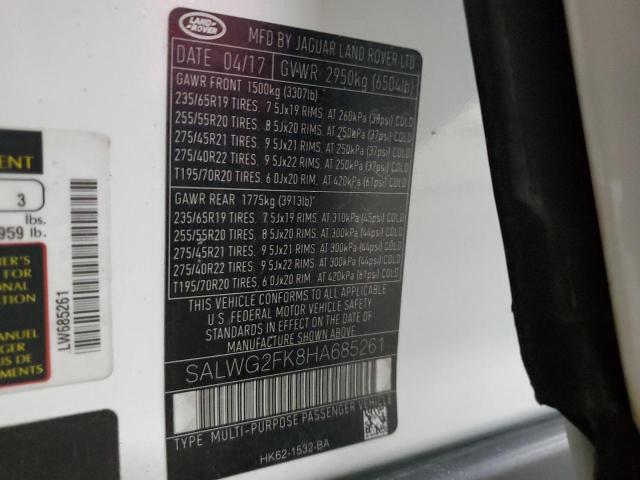 LAND
ROVER
MFD BY JAGUAR LAND ROVER LTD
DATE 04/17 GVWR 2950kg (6504lb)
GAWR FRONT 1500kg (3307lb)
235/65R19 TIRES. 7.5Jx19 RIMS. AT 260kPa (38psi) COLD
255/55R20 TIRES. 8.5Jx20 RIMS. AT 250kPa (37psi) COLD
275/45R21 TIRES. 9.5Jx21 RIMS. AT 250kPa (37psi) COLD
275/40R22 TIRES. 9.5Jx22 RIMS. AT 250kPa (37psi) COLD
T195/70R20 TIRES. 6.0Jx20 RIM. AT 420kPa (61psi) COLD
GAWR REAR 1775kg (3913lb)
235/65R19 TIRES. 7.5Jx19 RIMS. AT 310kPa (45psi) COLD
255/55R20 TIRES. 8.5Jx20 RIMS. AT 300kPa (44psi) COLD
275/45R21 TIRES. 9.5Jx21 RIMS. AT 300kPa (44psi) COLD
275/40R22 TIRES. 9.5Jx22 RIMS. AT 300kPa (44psi) COLD
T195/70R20 TIRES. 6.0Jx20 RIM. AT 420kPa (61psi) COLD
THIS VEHICLE CONFORMS TO ALL APPLICABLE
U.S. FEDERAL MOTOR VEHICLE SAFETY
STANDARDS IN EFFECT ON THE DATE OF
MANUFACTURE SHOWN ABOVE.
SALWG2FK8HA685261
TYPE MULTI-PURPOSE PASSENGER VEHICLE
HK62-1532-BA
3
lbs.
959 lb.
LW685261